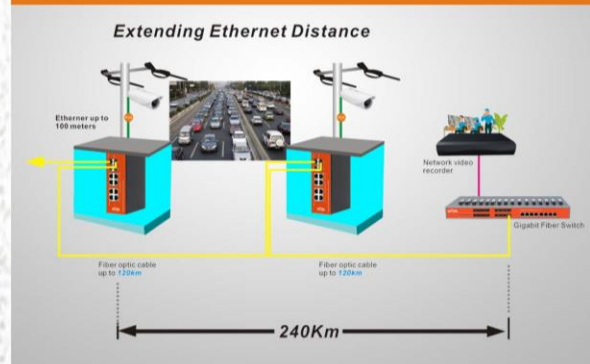 Extending Ethernet Distance
Etherner up to
100 meters
Network video
recorder
Gigabit Fiber Switch
Fiber optic cable
up to 120km
Fiber optic cable
up to 120km
240Km